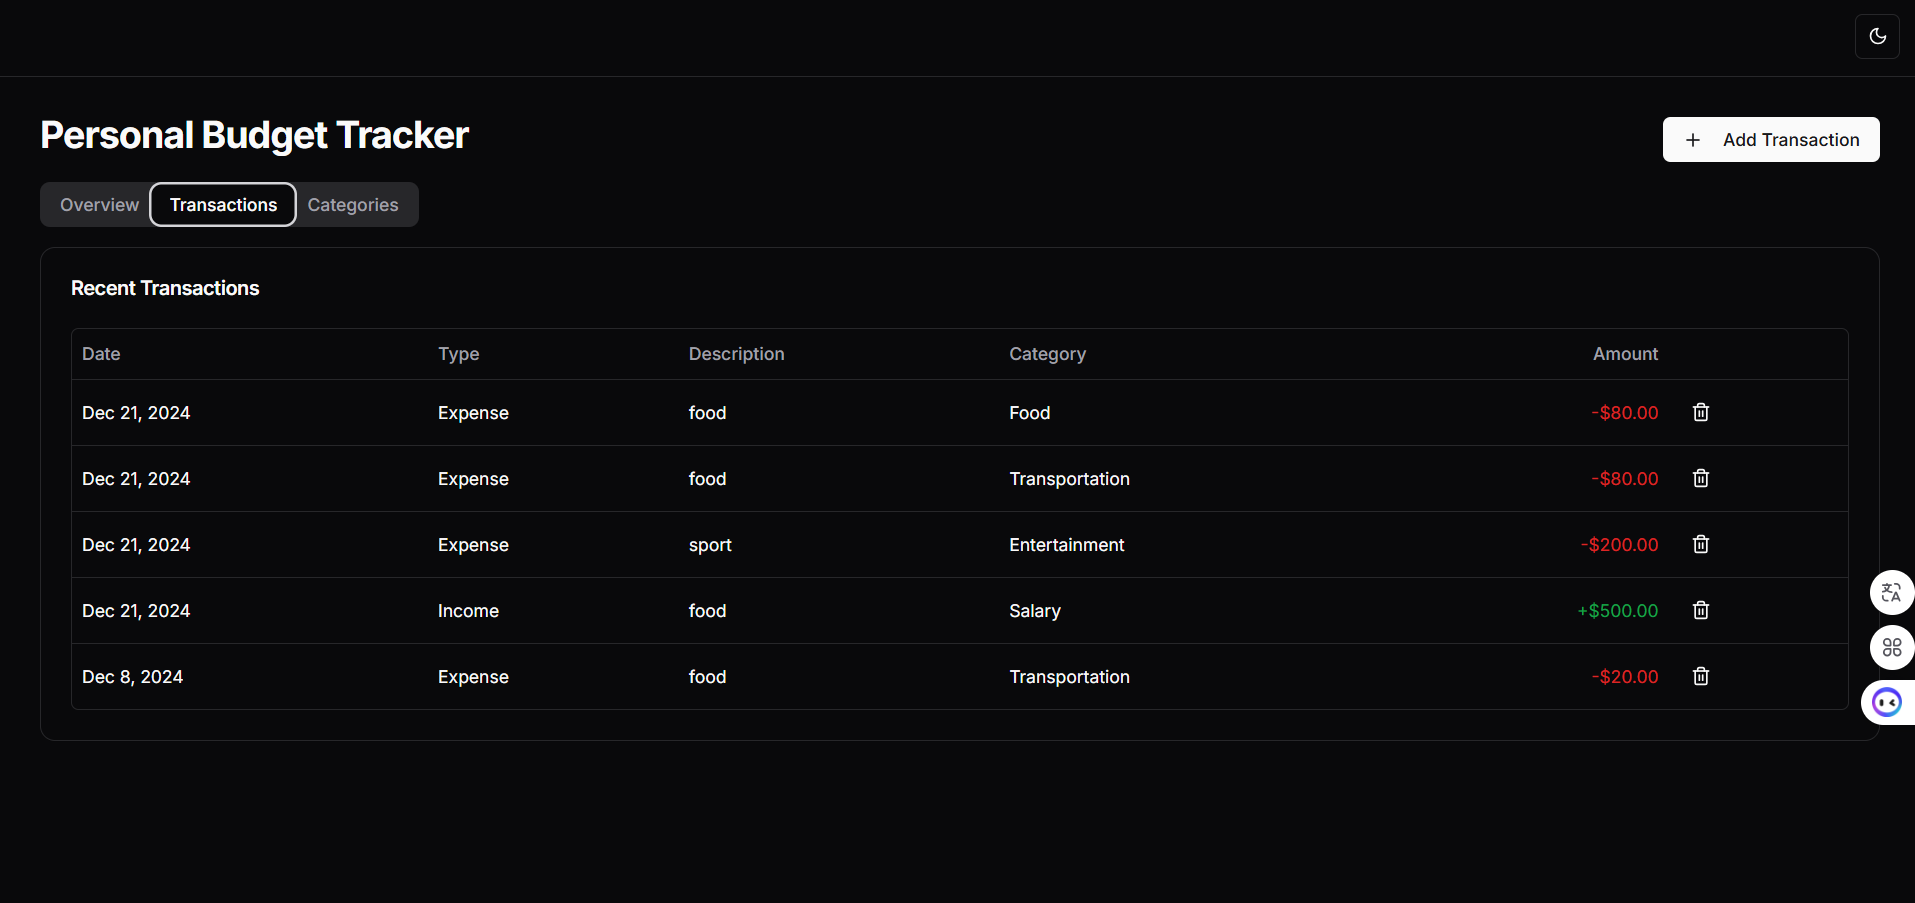 Personal Budget Tracker
+ Add Transaction
Overview Transactions Categories
Recent Transactions
Date Type Description Category Amount
Dec 21, 2024 Expense food Food -$80.00
Dec 21, 2024 Expense food Transportation -$80.00
Dec 21, 2024 Expense sport Entertainment -$200.00
Dec 21, 2024 Income food Salary +$500.00
Dec 8, 2024 Expense food Transportation -$20.00